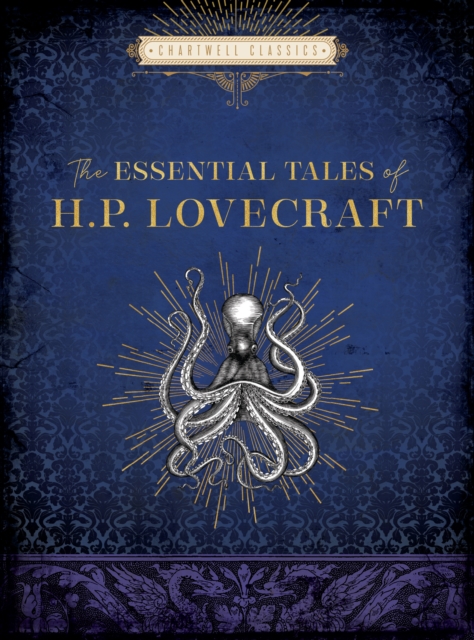 CHARTWELL CLASSICS
The ESSENTIAL TALES of
H.P. LOVECRAFT